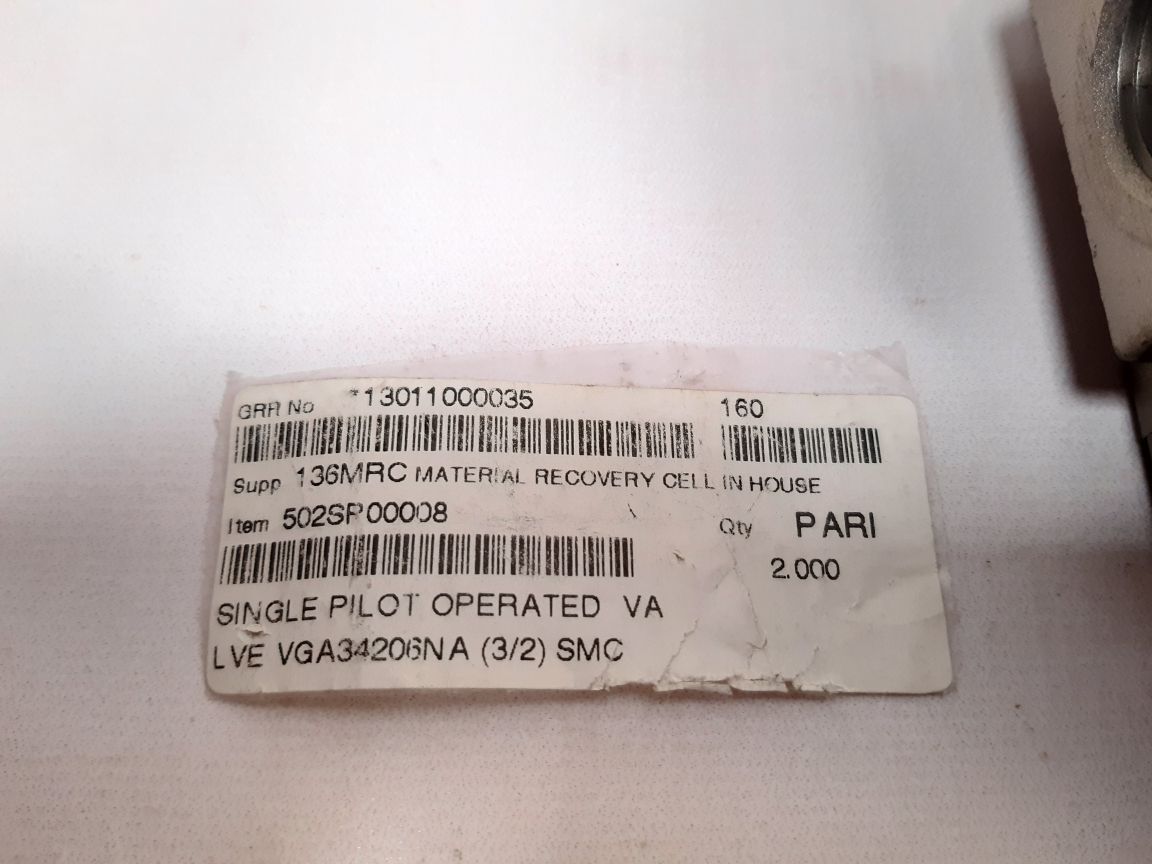 GRR No *13011000035 160
Supp 136MRC MATERIAL RECOVERY CELL IN HOUSE
Item 502SP00008 Qty PARI
2.000
SINGLE PILOT OPERATED VA
LVE VGA34206NA (3/2) SMC